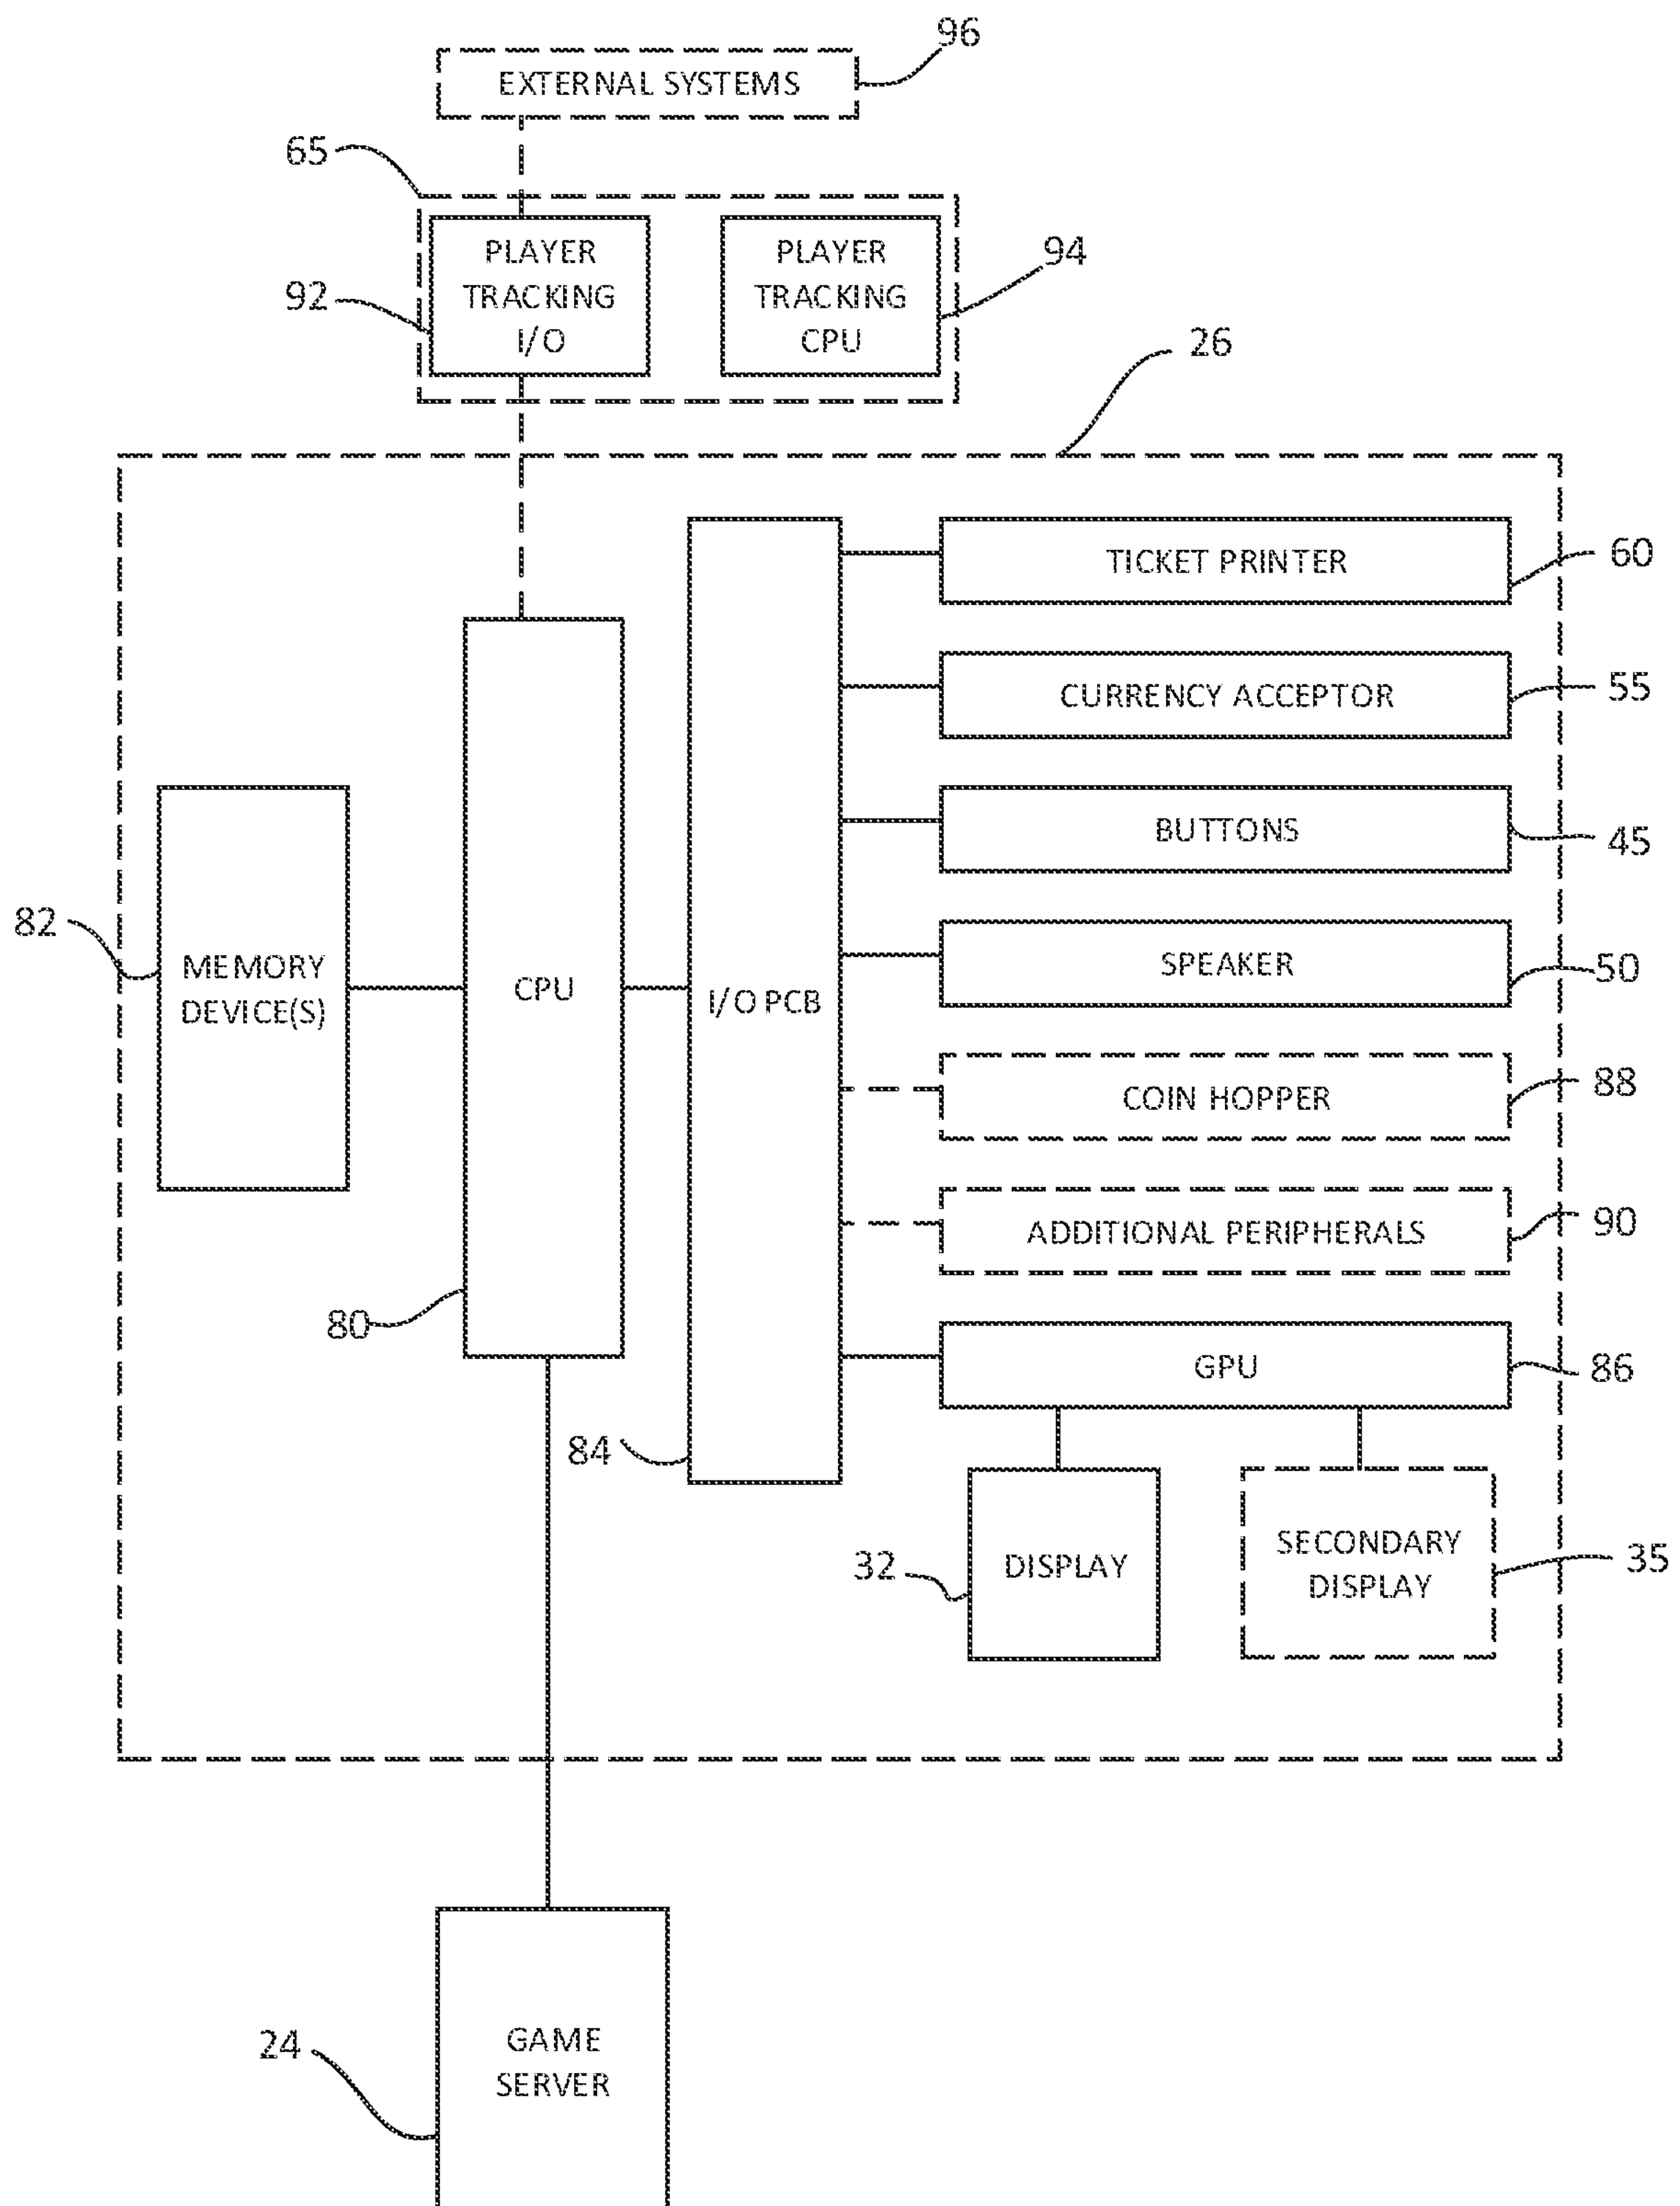 96
EXTERNAL SYSTEMS
65
PLAYER
TRACKING
I/O
PLAYER
TRACKING
CPU
94
92
26
TICKET PRINTER
60
CURRENCY ACCEPTOR
55
BUTTONS
45
82
MEMORY
DEVICE(S)
CPU
I/O PCB
SPEAKER
50
COIN HOPPER
88
ADDITIONAL PERIPHERALS
90
80
GPU
86
84
32
DISPLAY
SECONDARY
DISPLAY
35
24
GAME
SERVER